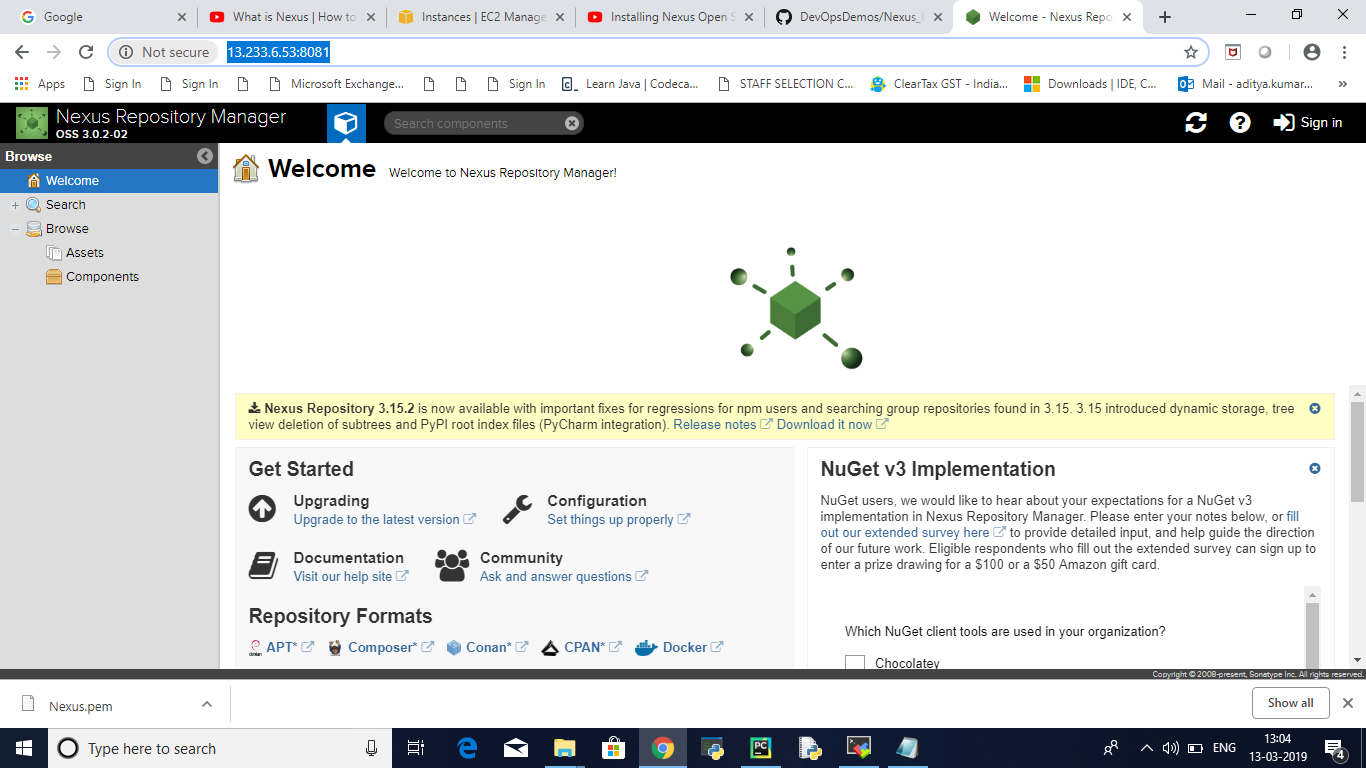 Google
What is Nexus | How to
Instances | EC2 Manage
Installing Nexus Open S
DevOpsDemos/Nexus_
Welcome - Nexus Repo
Not secure
13.233.6.53:8081
Apps
Sign In
Sign In
Microsoft Exchange...
Sign In
Learn Java | Codeca...
STAFF SELECTION C...
ClearTax GST - India...
Downloads | IDE, C...
Mail - aditya.kumar...
Nexus Repository Manager
OSS 3.0.2-02
Search components
Sign in
Browse
Welcome
Search
Browse
Assets
Components
Welcome
Welcome to Nexus Repository Manager!
Nexus Repository 3.15.2 is now available with important fixes for regressions for npm users and searching group repositories found in 3.15. 3.15 introduced dynamic storage, tree
view deletion of subtrees and PyPI root index files (PyCharm integration). Release notes Download it now
Get Started
Upgrading
Upgrade to the latest version
Configuration
Set things up properly
Documentation
Visit our help site
Community
Ask and answer questions
Repository Formats
APT*
Composer*
Conan*
CPAN*
Docker
NuGet v3 Implementation
NuGet users, we would like to hear about your expectations for a NuGet v3
implementation in Nexus Repository Manager. Please enter your notes below, or fill
out our extended survey here to provide detailed input, and help guide the direction
of our future work. Eligible respondents who fill out the extended survey can sign up to
enter a prize drawing for a $100 or a $50 Amazon gift card.
Which NuGet client tools are used in your organization?
Chocolatey
Copyright © 2008-present, Sonatype Inc. All rights reserved.
Nexus.pem
Show all
Type here to search
ENG
13:04
13-03-2019
4